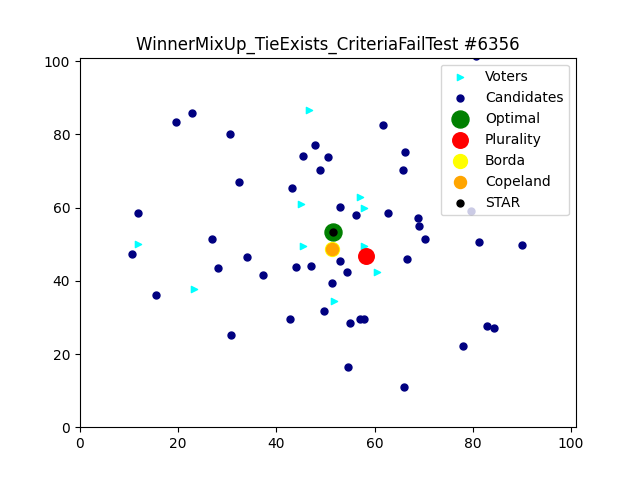 WinnerMixUp_TieExists_CriteriaFailTest #6356
100
80
60
40
20
0
0
20
40
60
80
100
Voters
Candidates
Optimal
Plurality
Borda
Copeland
STAR